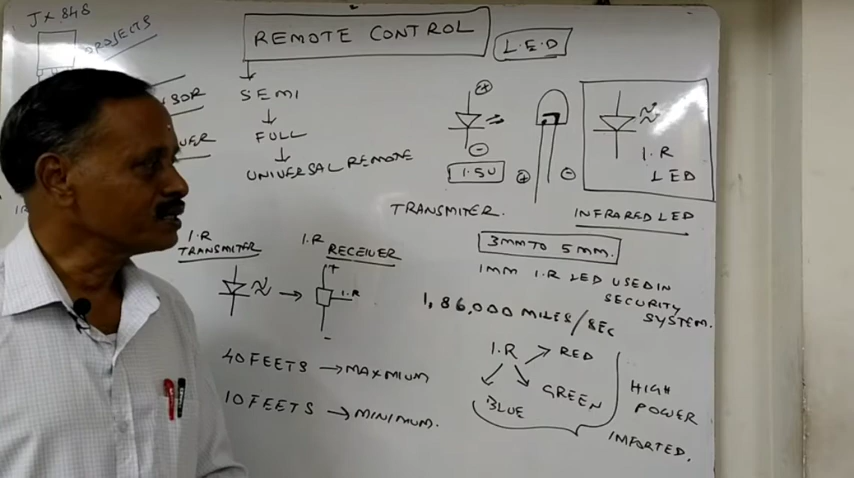 JX 848
PROJECTS
REMOTE CONTROL
L.E.D
SEMI
FULL
UNIVERSAL REMOTE
+
-
1.5V
+
-
I.R
LED
TRANSMITER.
INFRARED LED
3MM TO 5MM.
1MM I.R LED USED IN
SECURITY
SYSTEM.
I.R
TRANSMITER
I.R
RECEIVER
+
I.R
-
1,86,000 MILES/SEC
40 FEETS → MAXMIUM
10 FEETS → MINIMUM.
I.R
RED
GREEN
BLUE
HIGH
POWER
IMPORTED.